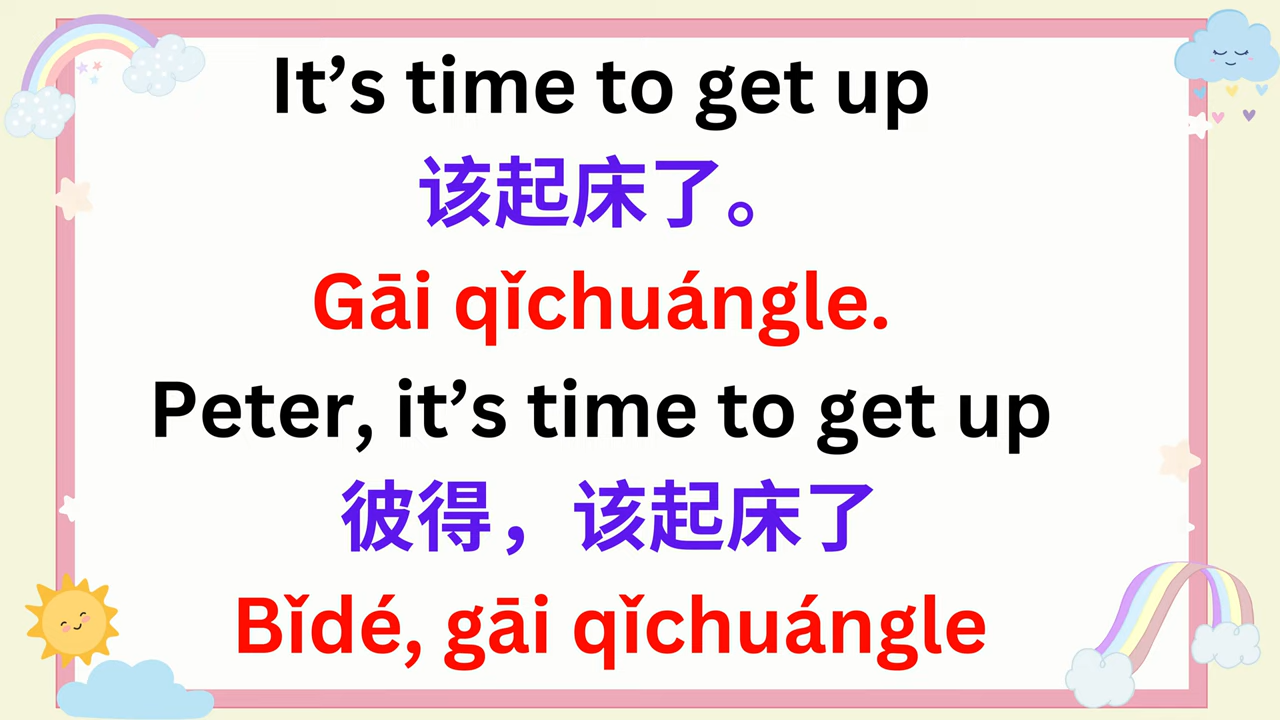 It’s time to get up
该起床了。
Gāi qǐchuángle.
Peter, it’s time to get up
彼得，该起床了
Bǐdé, gāi qǐchuángle